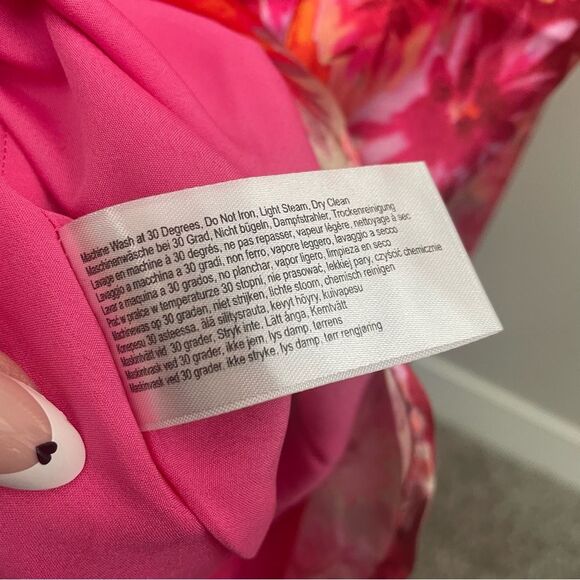 Machine Wash at 30 Degrees, Do Not Iron, Light Steam, Dry Clean
Maschinenwäsche bei 30 Grad, Nicht bügeln, Dampfstrahler, Trockenreinigung
Lavage en machine à 30 degrés, ne pas repasser, vapeur légère, nettoyage à sec
Lavaggio a macchina a 30 gradi, non ferro, vapore leggero, lavaggio a secco
Lavar a maquina a 30 grados, no planchar, vapor ligero, limpieza en seco
Prać w pralce w temperaturze 30 stopni, nie prasować, lekkiej pary, czyścić chemicznie
Machinewas op 30 graden, niet strijken, lichte stoom, chemisch reinigen
Konepesu 30 asteessa, älä silitysrauta, kevyt höyry, kuivapesu
Maskintvätt vid 30 grader, Stryk inte, Lätt ånga, Kemtvätt
Maskintvask ved 30 grader, ikke jern, lys damp, tørrens
Maskinvask ved 30 grader, Ikke stryke, lys damp, tørr rengjøring